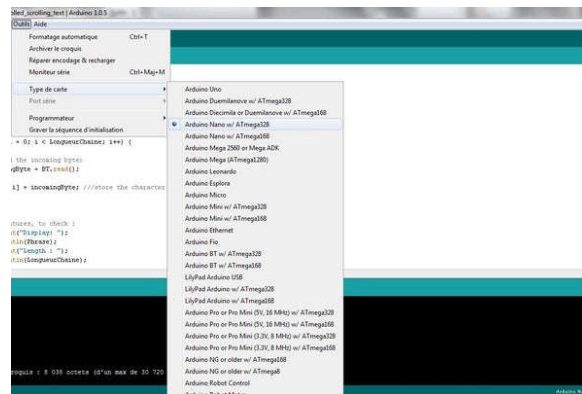 olled_scrolling_text | Arduino 1.0.5
Outils Aide
Formatage automatique Ctrl+T
Archiver le croquis
Réparer encodage & recharger
Moniteur série Ctrl+Maj+M
Type de carte
Port série
Programmateur
Graver la séquence d'initialisation
Arduino Uno
Arduino Duemilanove w/ ATmega328
Arduino Diecimila or Duemilanove w/ ATmega168
Arduino Nano w/ ATmega328
Arduino Nano w/ ATmega168
Arduino Mega 2560 or Mega ADK
Arduino Mega (ATmega1280)
Arduino Leonardo
Arduino Esplora
Arduino Micro
Arduino Mini w/ ATmega328
Arduino Mini w/ ATmega168
Arduino Ethernet
Arduino Fio
Arduino BT w/ ATmega328
Arduino BT w/ ATmega168
LilyPad Arduino USB
LilyPad Arduino w/ ATmega328
LilyPad Arduino w/ ATmega168
Arduino Pro or Pro Mini (5V, 16 MHz) w/ ATmega328
Arduino Pro or Pro Mini (5V, 16 MHz) w/ ATmega168
Arduino Pro or Pro Mini (3.3V, 8 MHz) w/ ATmega328
Arduino Pro or Pro Mini (3.3V, 8 MHz) w/ ATmega168
Arduino NG or older w/ ATmega168
Arduino NG or older w/ ATmega8
Arduino Robot Control
Arduino Robot Motor
= 0; i < LongueurChaine; i++) {
the incoming byte:
ngByte = BT.read();
i] = incomingByte; ///store the character
tures, to check :
t("Display: ");
tln(Phrase);
t("Length : ");
tln(LongueurChaine);
roquis : 8 038 octets (d'un max de 30 720
Arduino N